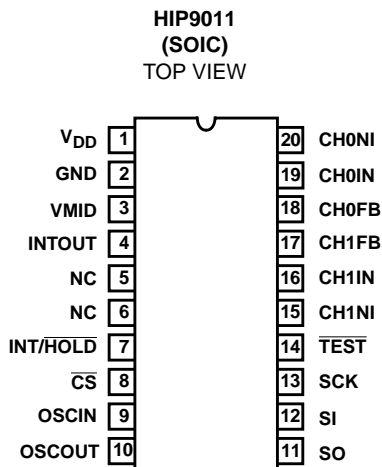 HIP9011
(SOIC)
TOP VIEW
VDD 1 20 CH0NI
GND 2 19 CH0IN
VMID 3 18 CH0FB
INTOUT 4 17 CH1FB
NC 5 16 CH1IN
NC 6 15 CH1NI
INT/HOLD 7 14 TEST
CS 8 13 SCK
OSCIN 9 12 SI
OSCOUT 10 11 SO